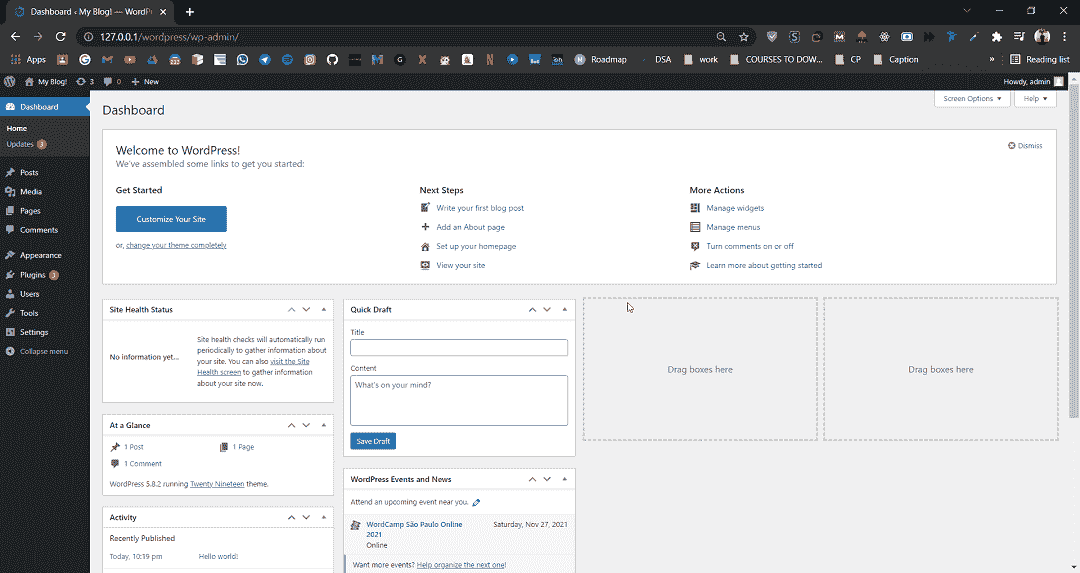 Dashboard ‹ My Blog! — WordPr
127.0.0.1/wordpress/wp-admin/
Apps
Roadmap
DSA
work
COURSES TO DOW...
CP
Caption
»
Reading list
My Blog!
3
0
New
Howdy, admin
Dashboard
Home
Updates 3
Posts
Media
Pages
Comments
Appearance
Plugins 3
Users
Tools
Settings
Collapse menu
Dashboard
Screen Options
Help
Welcome to WordPress!
We've assembled some links to get you started:
Dismiss
Get Started
Customize Your Site
or, change your theme completely
Next Steps
Write your first blog post
Add an About page
Set up your homepage
View your site
More Actions
Manage widgets
Manage menus
Turn comments on or off
Learn more about getting started
Site Health Status
No information yet...
Site health checks will automatically run
periodically to gather information about
your site. You can also visit the Site
Health screen to gather information
about your site now.
At a Glance
1 Post
1 Page
1 Comment
WordPress 5.8.2 running Twenty Nineteen theme.
Activity
Recently Published
Today, 10:19 pm
Hello world!
Quick Draft
Title
Content
What's on your mind?
Save Draft
WordPress Events and News
Attend an upcoming event near you.
WordCamp São Paulo Online
2021
Online
Saturday, Nov 27, 2021
Want more events? Help organize the next one!
Drag boxes here
Drag boxes here